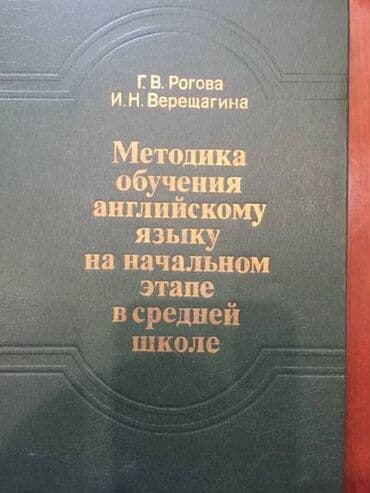 Г. В. Рогова
И. Н. Верещагина
Методика
обучения
английскому
языку
на начальном
этапе
в средней
школе